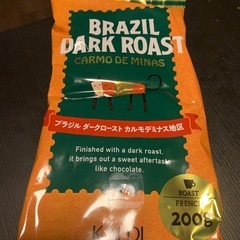 BRAZIL
DARK ROAST
CARMO DE MINAS
ブラジル ダークロースト カルモデミナス地区
Finished with a dark roast,
it brings out a sweet aftertaste
like chocolate.
ROAST
FRENCH
200g